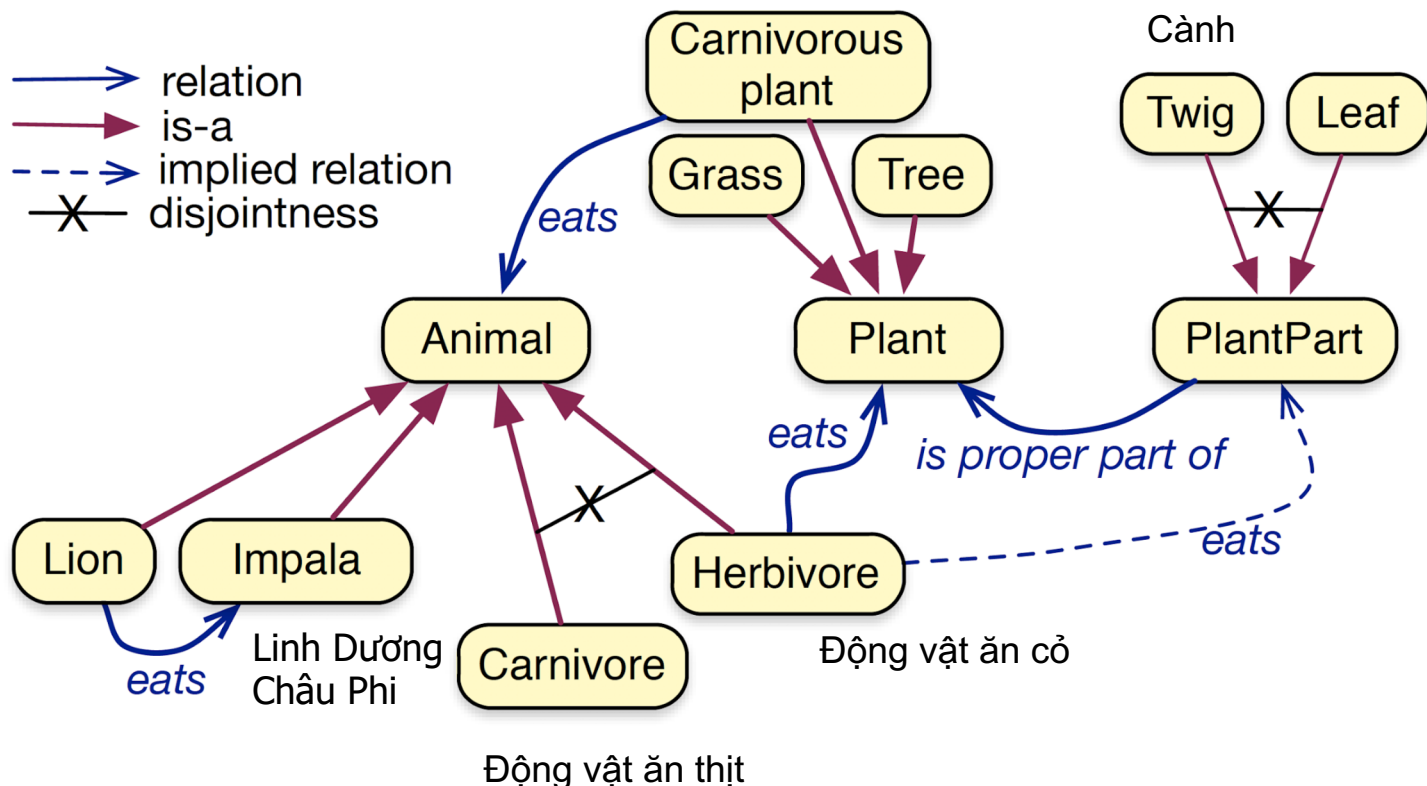 relation
is-a
implied relation
X disjointness
Carnivorous
plant
Cành
Twig
Leaf
Grass
Tree
eats
X
Animal
Plant
PlantPart
eats
is proper part of
X
eats
Lion
Impala
Herbivore
eats
Linh Dương
Châu Phi
Carnivore
Động vật ăn cỏ
Động vật ăn thịt